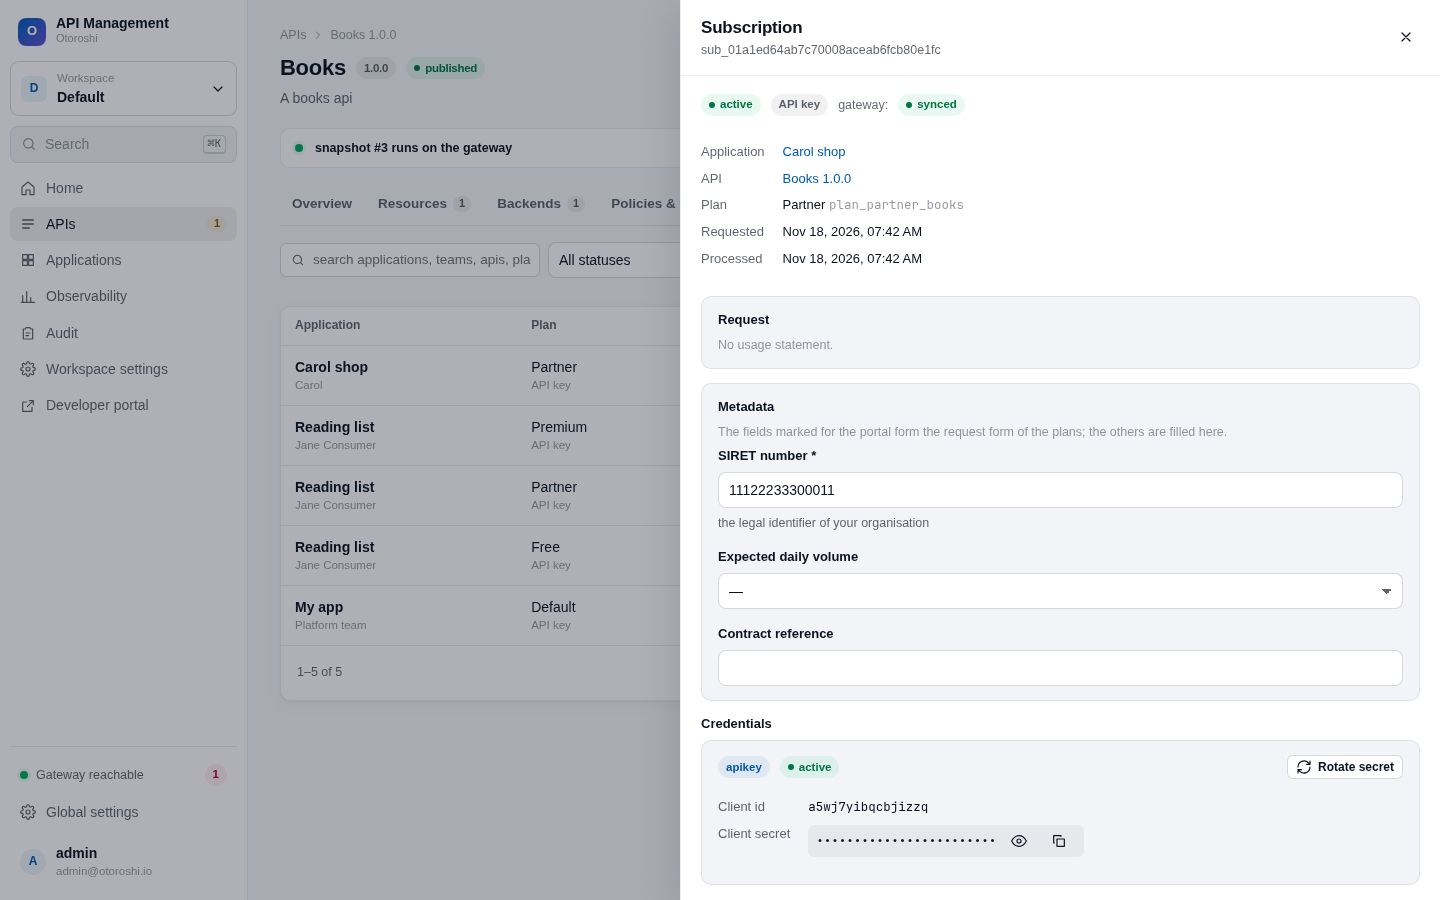 O
API Management
Otoroshi
D
Workspace
Default
Search
⌘K
Home
APIs
1
Applications
Observability
Audit
Workspace settings
Developer portal
Gateway reachable
1
Global settings
A
admin
admin@otoroshi.io
APIs
Books 1.0.0
Books
1.0.0
published
A books api
snapshot #3 runs on the gateway
Overview
Resources 1
Backends 1
Policies &
search applications, teams, apis, pla
All statuses
Application
Plan
Carol shop
Partner
Carol
API key
Reading list
Premium
Jane Consumer
API key
Reading list
Partner
Jane Consumer
API key
Reading list
Free
Jane Consumer
API key
My app
Default
Platform team
API key
1–5 of 5
Subscription
sub_01a1ed64ab7c70008aceab6fcb80e1fc
active
API key
gateway:
synced
Application Carol shop
API Books 1.0.0
Plan Partner plan_partner_books
Requested Nov 18, 2026, 07:42 AM
Processed Nov 18, 2026, 07:42 AM
Request
No usage statement.
Metadata
The fields marked for the portal form the request form of the plans; the others are filled here.
SIRET number *
11122233300011
the legal identifier of your organisation
Expected daily volume
—
Contract reference
Credentials
apikey
active
Rotate secret
Client id a5wj7yibqcbjizzq
Client secret ••••••••••••••••••••••••